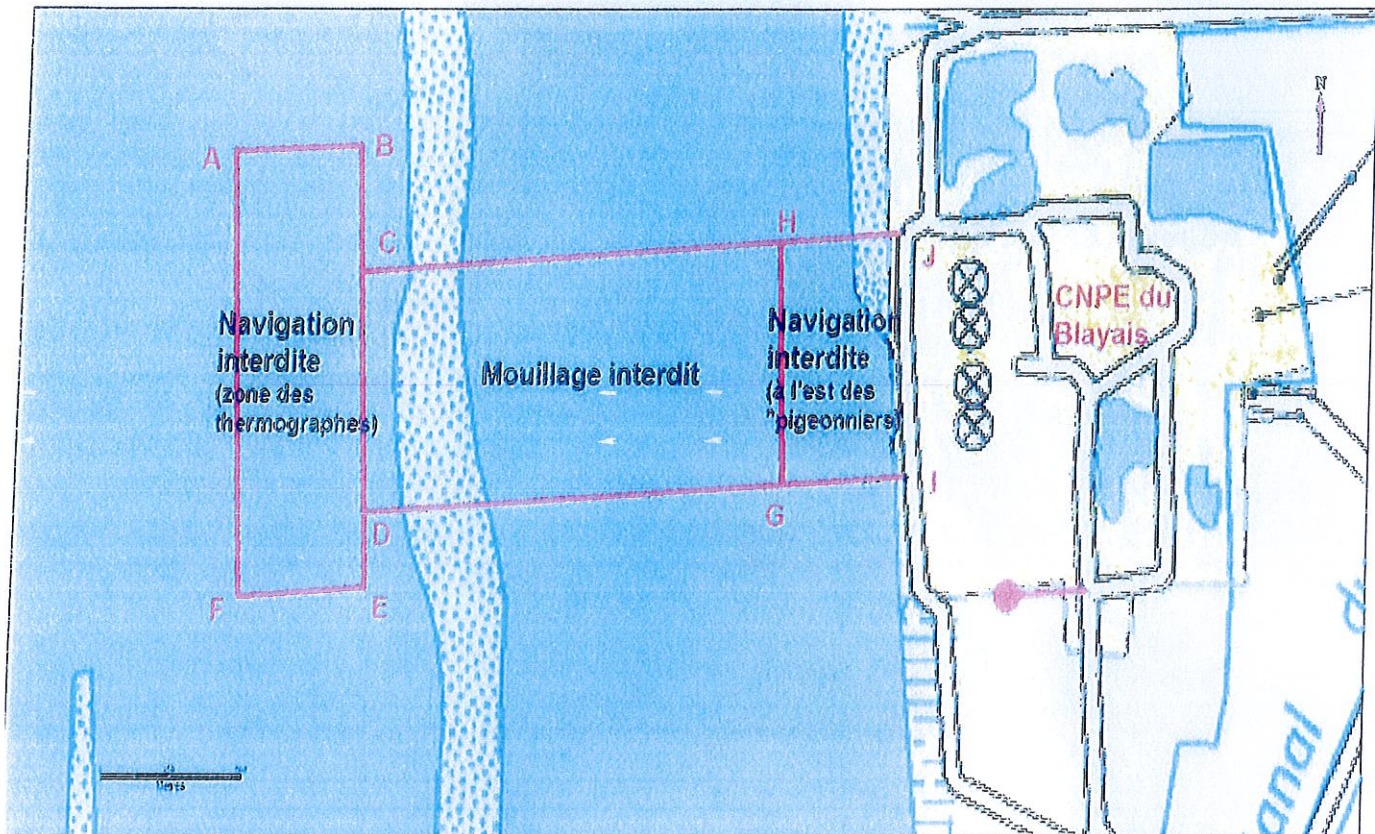 N
A
B
C
H
J
Navigation
interdite
(zone des
thermographes)
Mouillage interdit
Navigation
interdite
(à l'est des
"pigeonniers)
CNPE du
Blayais
I
D
G
F
E
anal